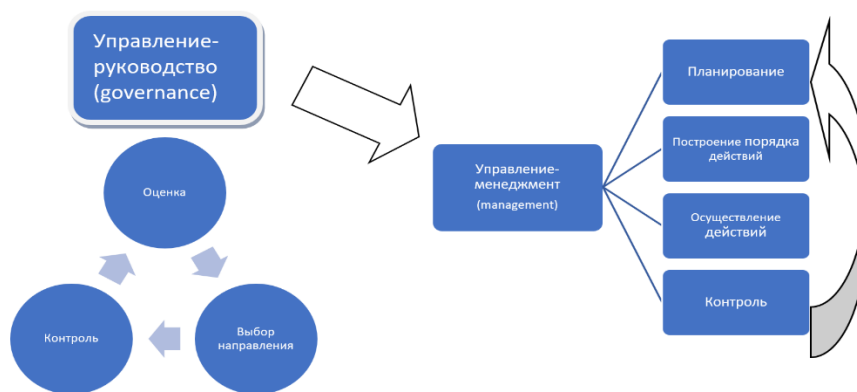 Управление-
руководство
(governance)
Оценка
Выбор
направления
Контроль
Управление-
менеджмент
(management)
Планирование
Построение порядка
действий
Осуществление
действий
Контроль